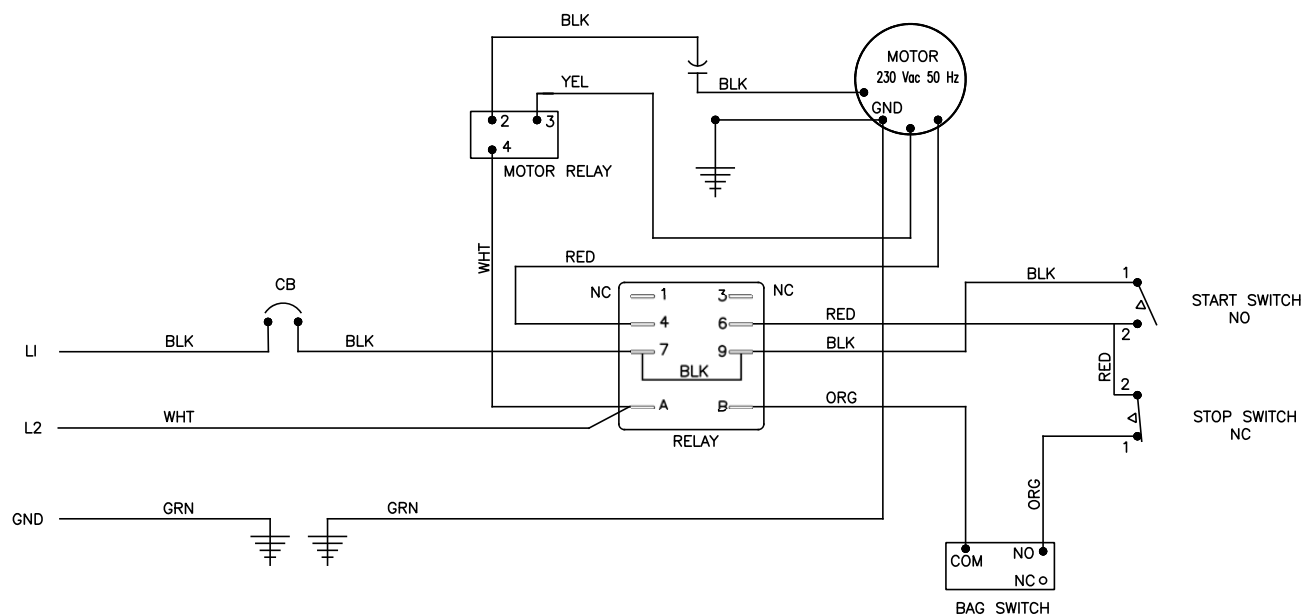 BLK
MOTOR
230 Vac 50 Hz
YEL
BLK
GND
2 3
4
MOTOR RELAY
WHT
RED
CB
NC 1 3 NC
BLK 1
START SWITCH
NO
4 6 RED
2
L1 BLK BLK 7 9 BLK
BLK
RED
2
A B ORG
STOP SWITCH
NC
L2 WHT
RELAY
1
ORG
GND GRN GRN
COM NO
NC
BAG SWITCH